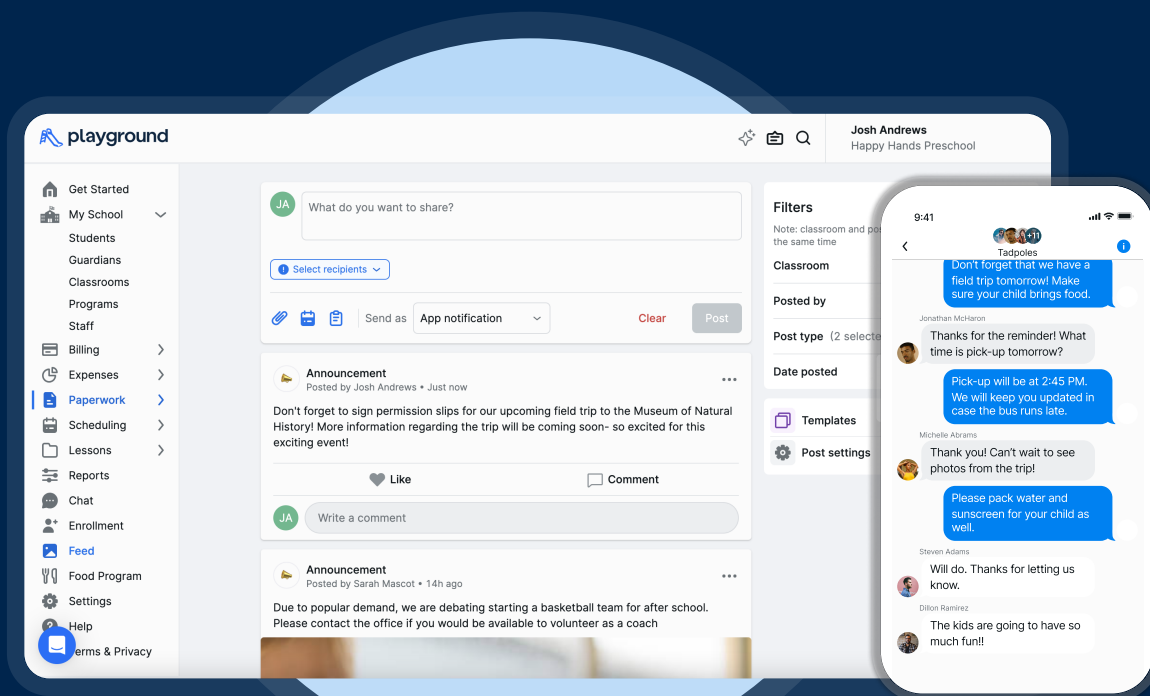 playground
Josh Andrews
Happy Hands Preschool
Get Started
My School
Students
Guardians
Classrooms
Programs
Staff
Billing
Expenses
Paperwork
Scheduling
Lessons
Reports
Chat
Enrollment
Feed
Food Program
Settings
Help
erms & Privacy
JA
What do you want to share?
Select recipients
Send as
App notification
Clear
Post
Announcement
Posted by Josh Andrews • Just now
Don't forget to sign permission slips for our upcoming field trip to the Museum of Natural
History! More information regarding the trip will be coming soon- so excited for this
exciting event!
Like
Comment
JA
Write a comment
Announcement
Posted by Sarah Mascot • 14h ago
Due to popular demand, we are debating starting a basketball team for after school.
Please contact the office if you would be available to volunteer as a coach
Filters
Note: classroom and pos
the same time
Classroom
Posted by
Post type (2 selecte
Date posted
Templates
Post settings
9:41
+11
Tadpoles
Don't forget that we have a
field trip tomorrow! Make
sure your child brings food.
Jonathan McHaron
Thanks for the reminder! What
time is pick-up tomorrow?
Pick-up will be at 2:45 PM.
We will keep you updated in
case the bus runs late.
Michelle Abrams
Thank you! Can't wait to see
photos from the trip!
Please pack water and
sunscreen for your child as
well.
Steven Adams
Will do. Thanks for letting us
know.
Dillon Ramirez
The kids are going to have so
much fun!!